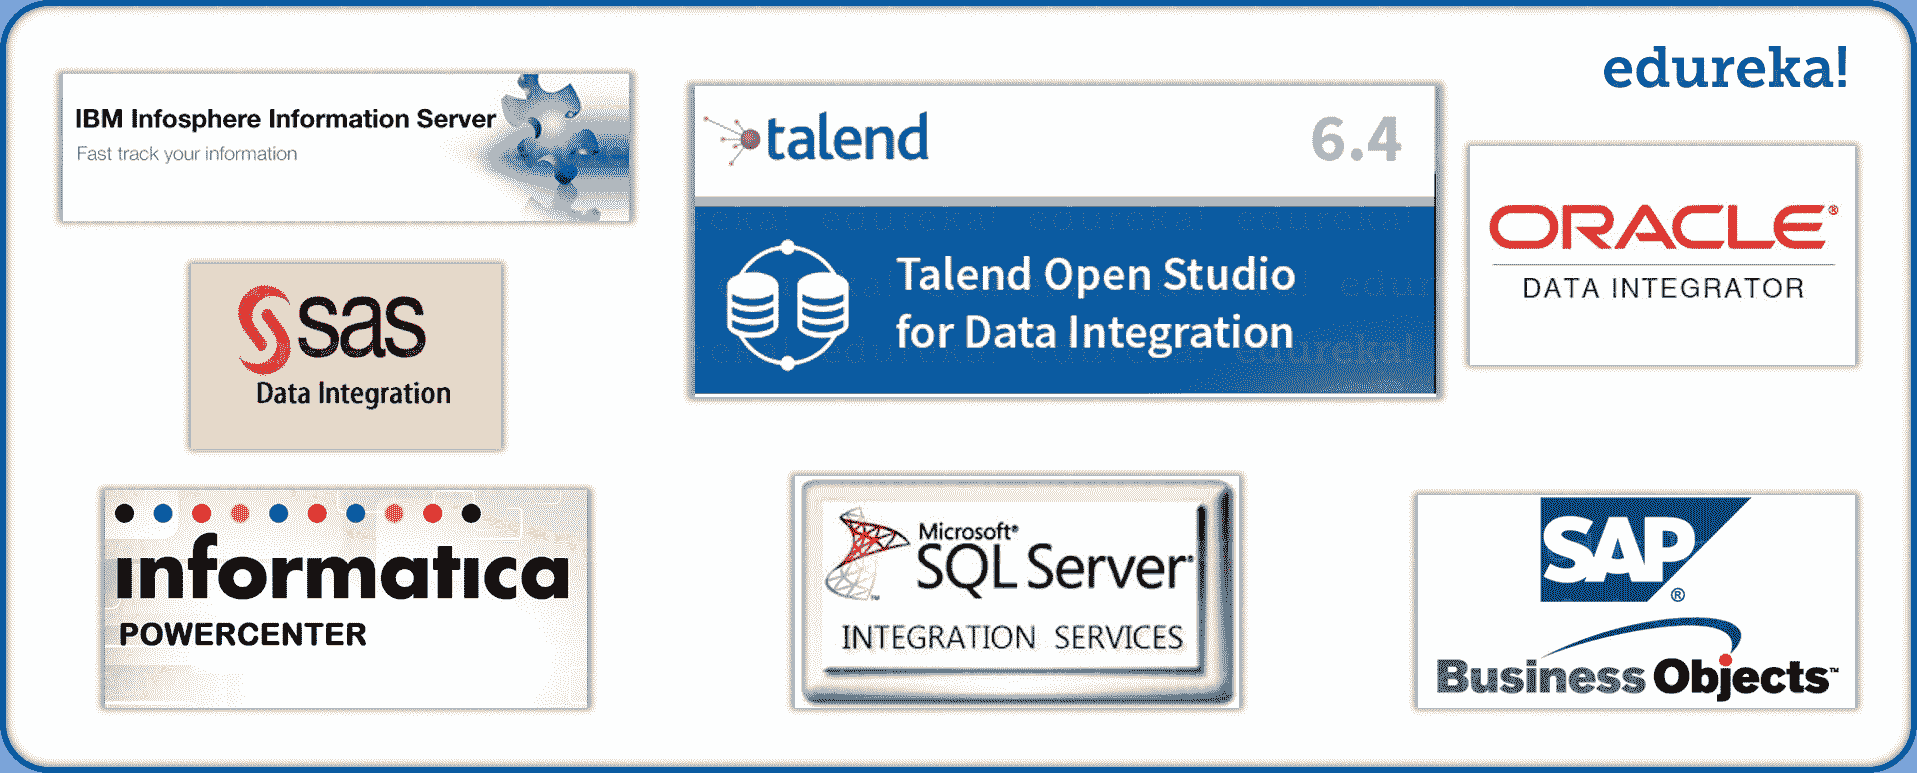 edureka!
IBM Infosphere Information Server
Fast track your information
talend
6.4
Talend Open Studio
for Data Integration
ORACLE®
DATA INTEGRATOR
sas
Data Integration
informatica
POWERCENTER
Microsoft®
SQL Server®
INTEGRATION SERVICES
SAP
®
Business Objects™